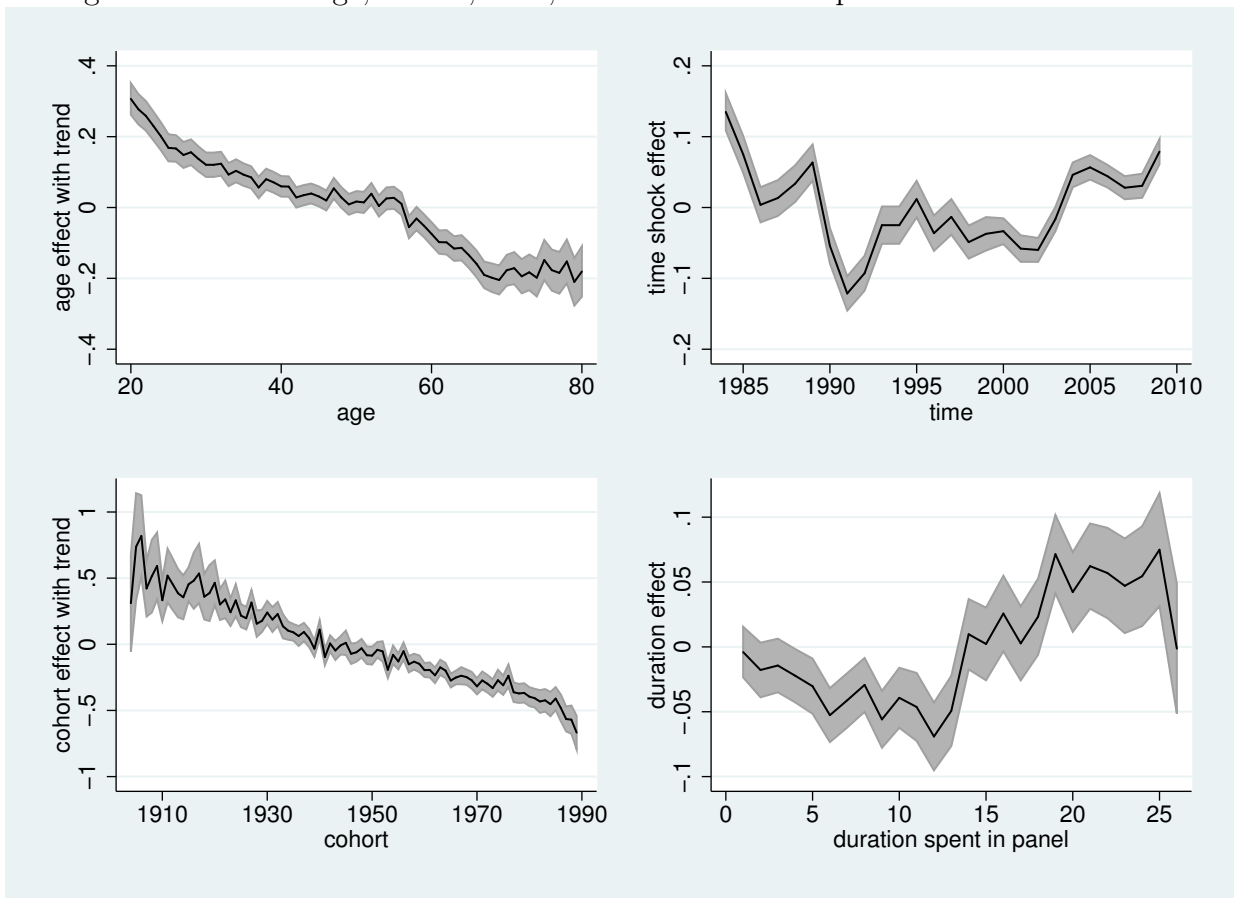 age effect with trend
.4
.2
0
−.2
−.4
20 40 60 80
age
time shock effect
.2
.1
0
−.1
−.2
1985 1990 1995 2000 2005 2010
time
cohort effect with trend
1
.5
0
−.5
−1
1910 1930 1950 1970 1990
cohort
duration effect
.1
.05
0
−.05
−.1
0 5 10 15 20 25
duration spent in panel